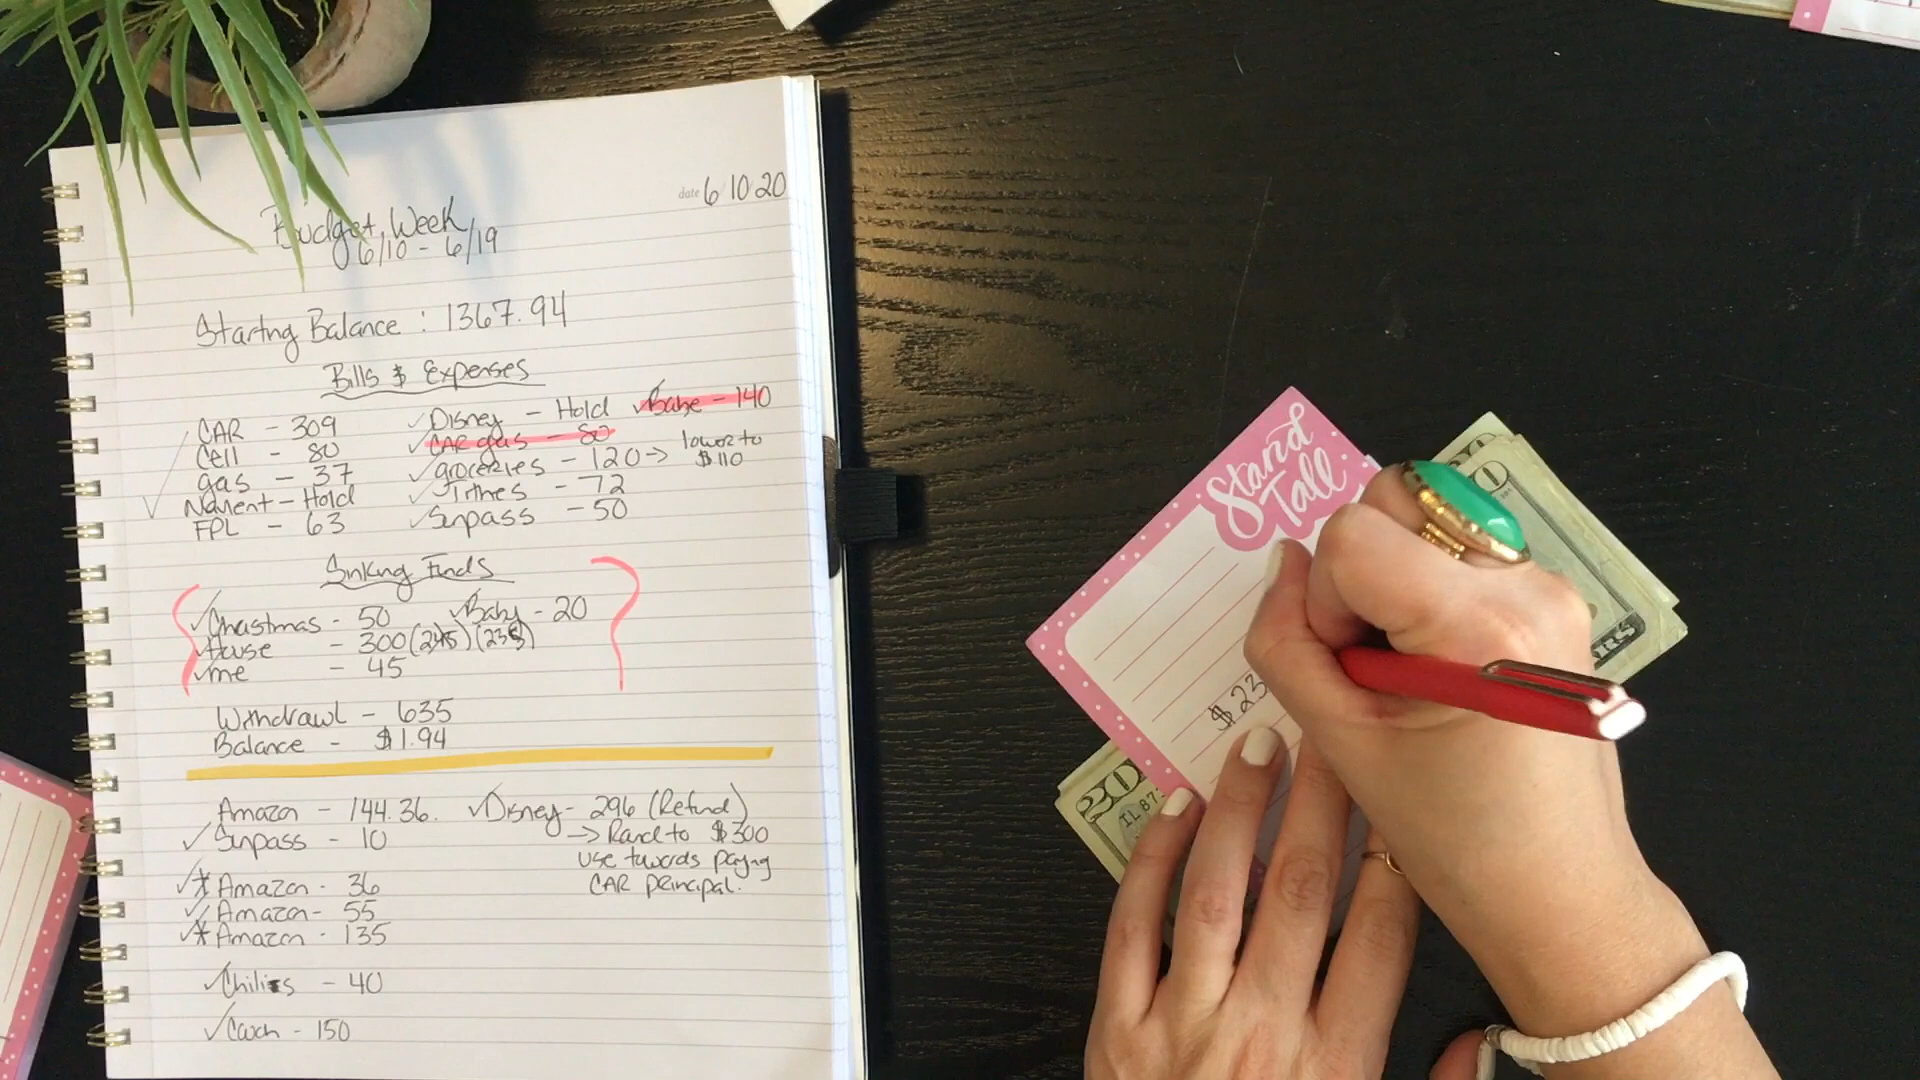 date 6 10 20
Budget Week
6/10 - 6/19
Starting Balance : 1367.94
Bills $ Expenses
CAR - 309
Cell - 80
gas - 37
Navient - Hold
FPL - 63
Disney - Hold
CAR gas - 80
groceries - 120 → lower to $110
Tithes - 72
Sunpass - 50
Babe - 140
Sinking Funds
Christmas - 50
House - 300 (245) (235)
me - 45
Baby - 20
Withdrawl - 635
Balance - $1.94
Amazon - 144.36.
Sunpass - 10
* Amazon - 36
Amazon - 55
* Amazon - 135
Chilies - 40
Couch - 150
Disney - 296 (Refund)
→ Round to $300
use towards paying
CAR principal.
Stand
Tall
$23
20
IL 87